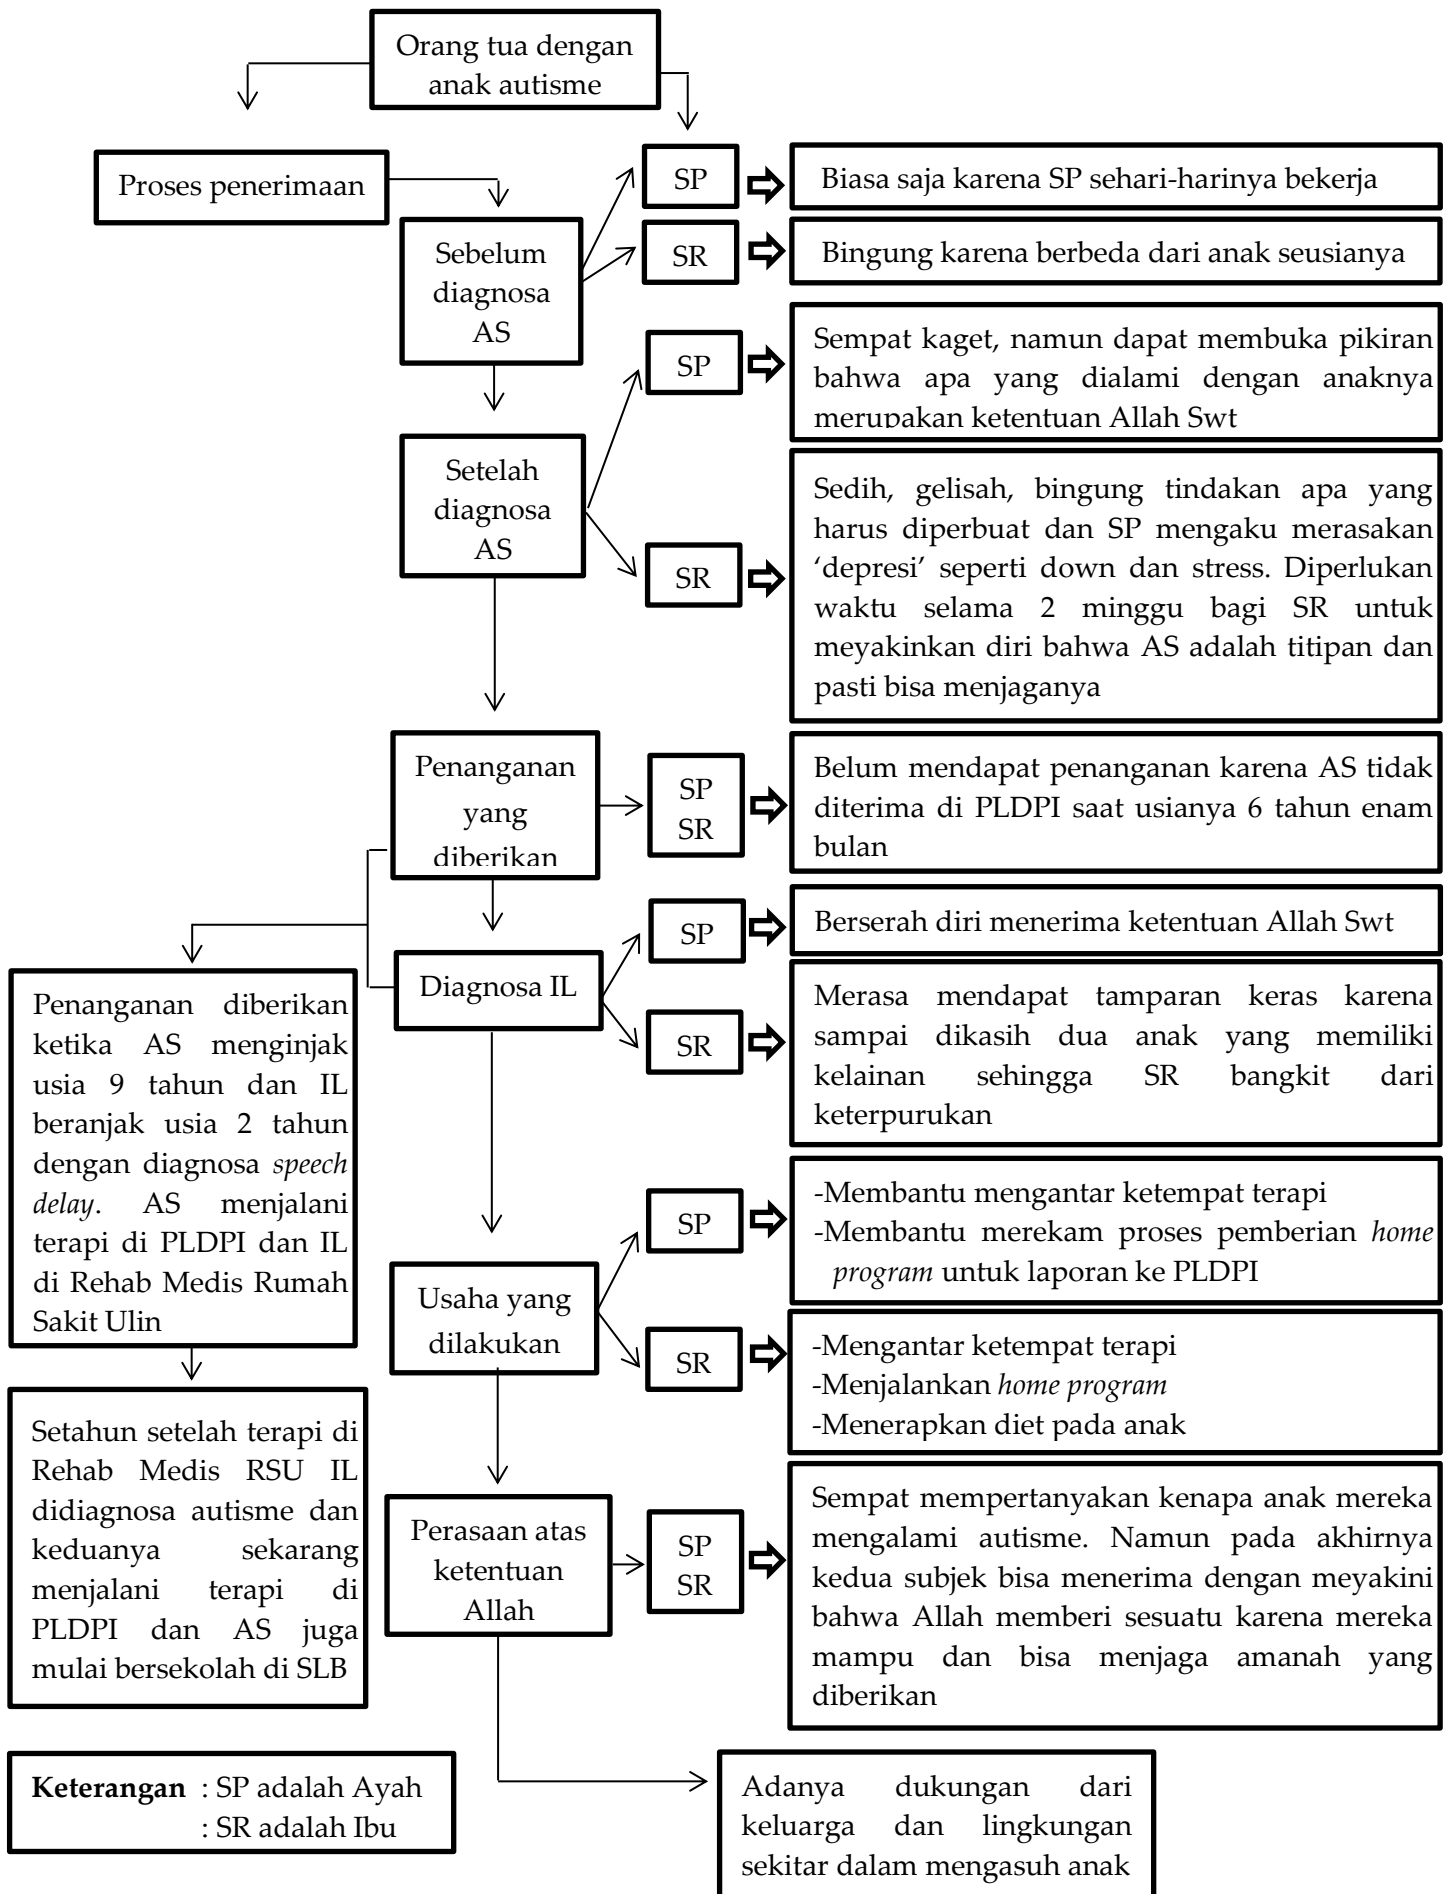 Orang tua dengan
anak autisme
Proses penerimaan
Sebelum
diagnosa
AS
SP
Biasa saja karena SP sehari-harinya bekerja
SR
Bingung karena berbeda dari anak seusianya
Setelah
diagnosa
AS
SP
Sempat kaget, namun dapat membuka pikiran
bahwa apa yang dialami dengan anaknya
merupakan ketentuan Allah Swt
SR
Sedih, gelisah, bingung tindakan apa yang
harus diperbuat dan SP mengaku merasakan
‘depresi’ seperti down dan stress. Diperlukan
waktu selama 2 minggu bagi SR untuk
meyakinkan diri bahwa AS adalah titipan dan
pasti bisa menjaganya
Penanganan
yang
diberikan
SP
SR
Belum mendapat penanganan karena AS tidak
diterima di PLDPI saat usianya 6 tahun enam
bulan
Diagnosa IL
SP
Berserah diri menerima ketentuan Allah Swt
SR
Merasa mendapat tamparan keras karena
sampai dikasih dua anak yang memiliki
kelainan sehingga SR bangkit dari
keterpurukan
Penanganan diberikan
ketika AS menginjak
usia 9 tahun dan IL
beranjak usia 2 tahun
dengan diagnosa speech
delay. AS menjalani
terapi di PLDPI dan IL
di Rehab Medis Rumah
Sakit Ulin
Setahun setelah terapi di
Rehab Medis RSU IL
didiagnosa autisme dan
keduanya sekarang
menjalani terapi di
PLDPI dan AS juga
mulai bersekolah di SLB
Usaha yang
dilakukan
SP
-Membantu mengantar ketempat terapi
-Membantu merekam proses pemberian home
program untuk laporan ke PLDPI
SR
-Mengantar ketempat terapi
-Menjalankan home program
-Menerapkan diet pada anak
Perasaan atas
ketentuan
Allah
SP
SR
Sempat mempertanyakan kenapa anak mereka
mengalami autisme. Namun pada akhirnya
kedua subjek bisa menerima dengan meyakini
bahwa Allah memberi sesuatu karena mereka
mampu dan bisa menjaga amanah yang
diberikan
Keterangan : SP adalah Ayah
: SR adalah Ibu
Adanya dukungan dari
keluarga dan lingkungan
sekitar dalam mengasuh anak